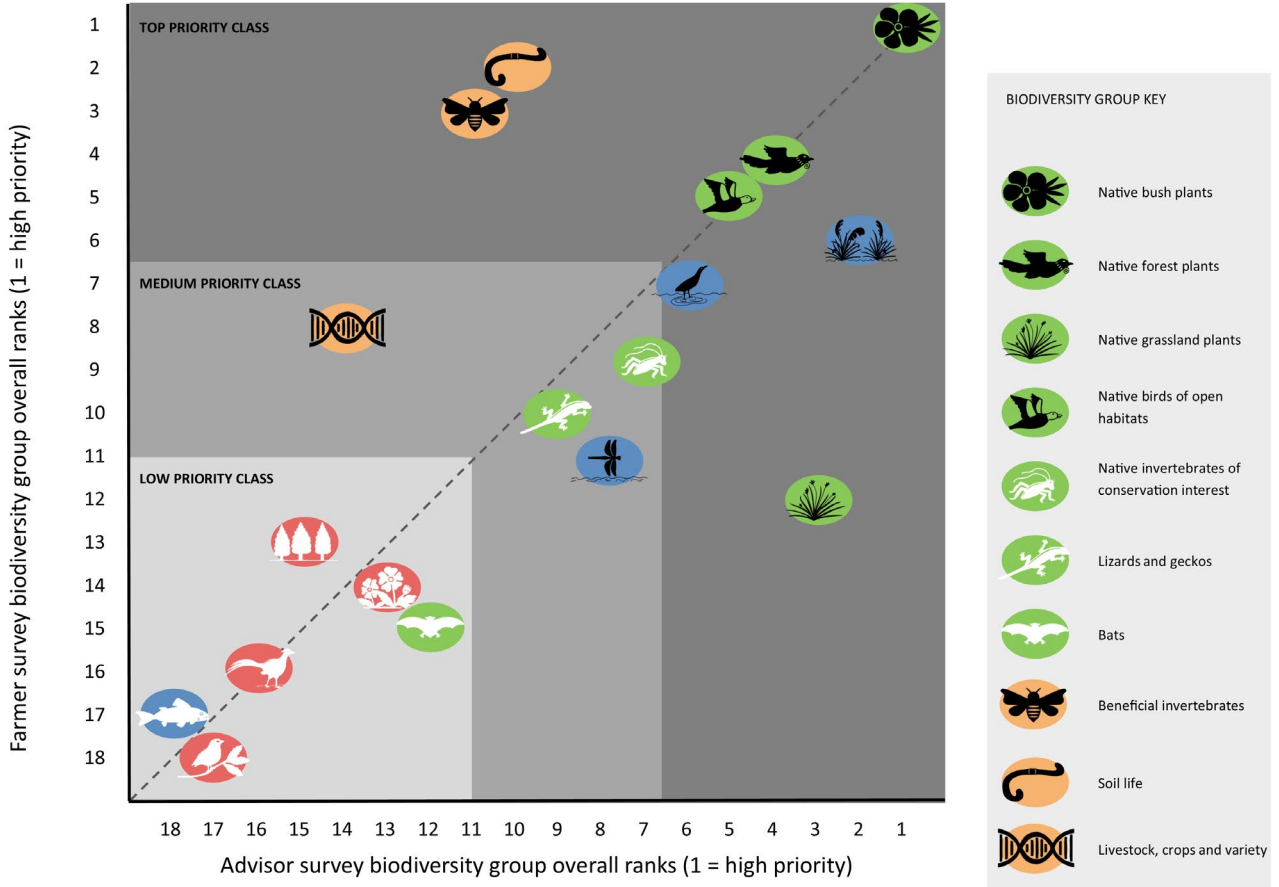 Farmer survey biodiversity group overall ranks (1 = high priority)
1
2
3
4
5
6
7
8
9
10
11
12
13
14
15
16
17
18
TOP PRIORITY CLASS
MEDIUM PRIORITY CLASS
LOW PRIORITY CLASS
18 17 16 15 14 13 12 11 10 9 8 7 6 5 4 3 2 1
Advisor survey biodiversity group overall ranks (1 = high priority)
BIODIVERSITY GROUP KEY
Native bush plants
Native forest plants
Native grassland plants
Native birds of open
habitats
Native invertebrates of
conservation interest
Lizards and geckos
Bats
Beneficial invertebrates
Soil life
Livestock, crops and variety